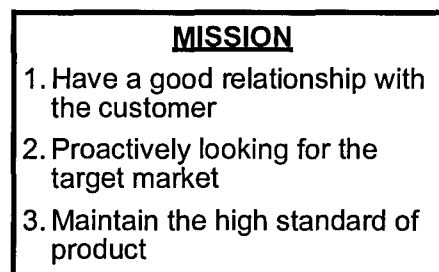 MISSION
1. Have a good relationship with
the customer
2. Proactively looking for the
target market
3. Maintain the high standard of
product